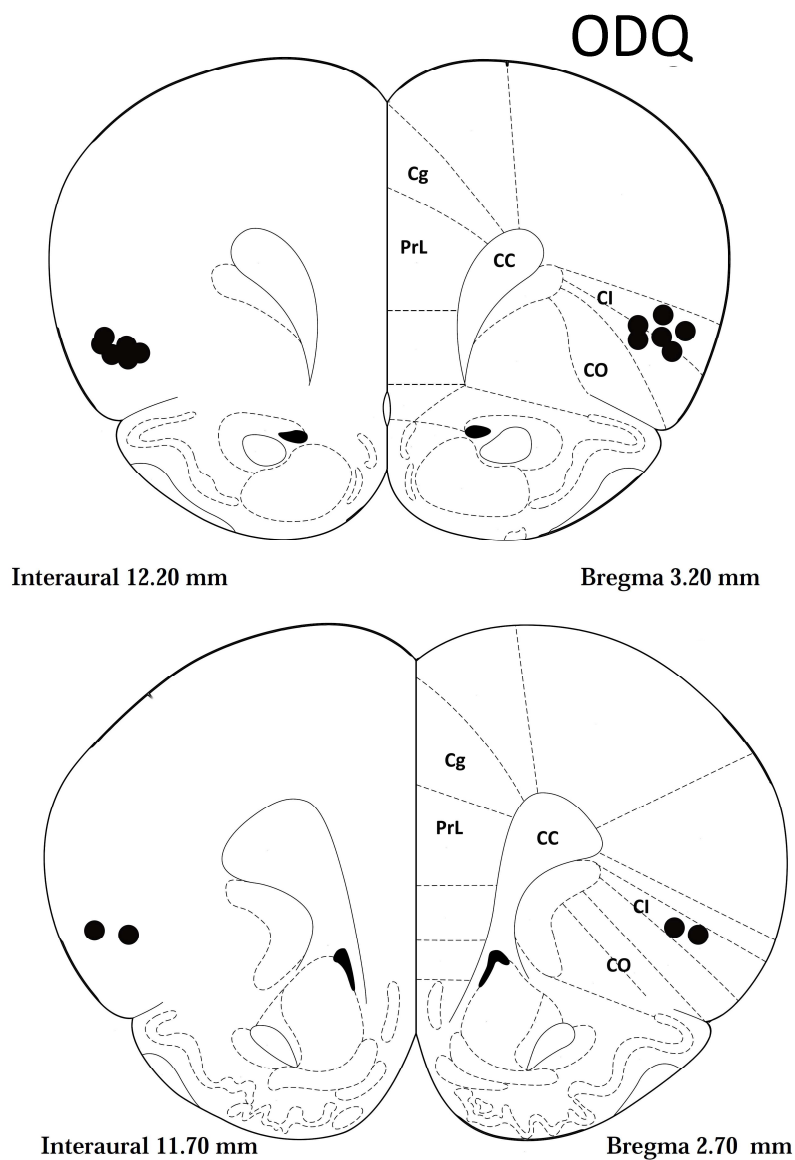 ODQ
Cg
PrL
CC
CI
CO
Interaural 12.20 mm
Bregma 3.20 mm
Cg
PrL
CC
CI
CO
Interaural 11.70 mm
Bregma 2.70 mm